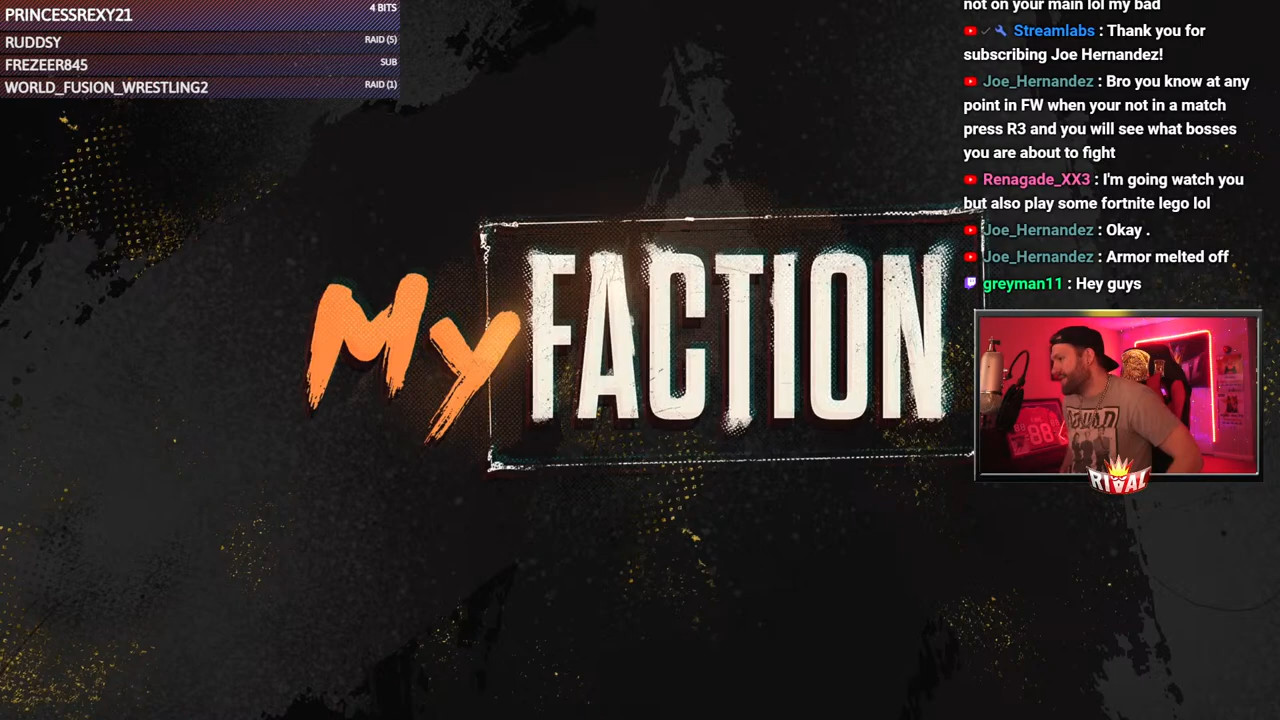 PRINCESSREXY21 4 BITS
RUDDSY RAID (5)
FREZEER845 SUB
WORLD_FUSION_WRESTLING2 RAID (1)
not on your main lol my bad
Streamlabs : Thank you for
subscribing Joe Hernandez!
Joe_Hernandez : Bro you know at any
point in FW when your not in a match
press R3 and you will see what bosses
you are about to fight
Renagade_XX3 : I'm going watch you
but also play some fortnite lego lol
Joe_Hernandez : Okay .
Joe_Hernandez : Armor melted off
greyman11 : Hey guys
My FACTION
88
RIVAL